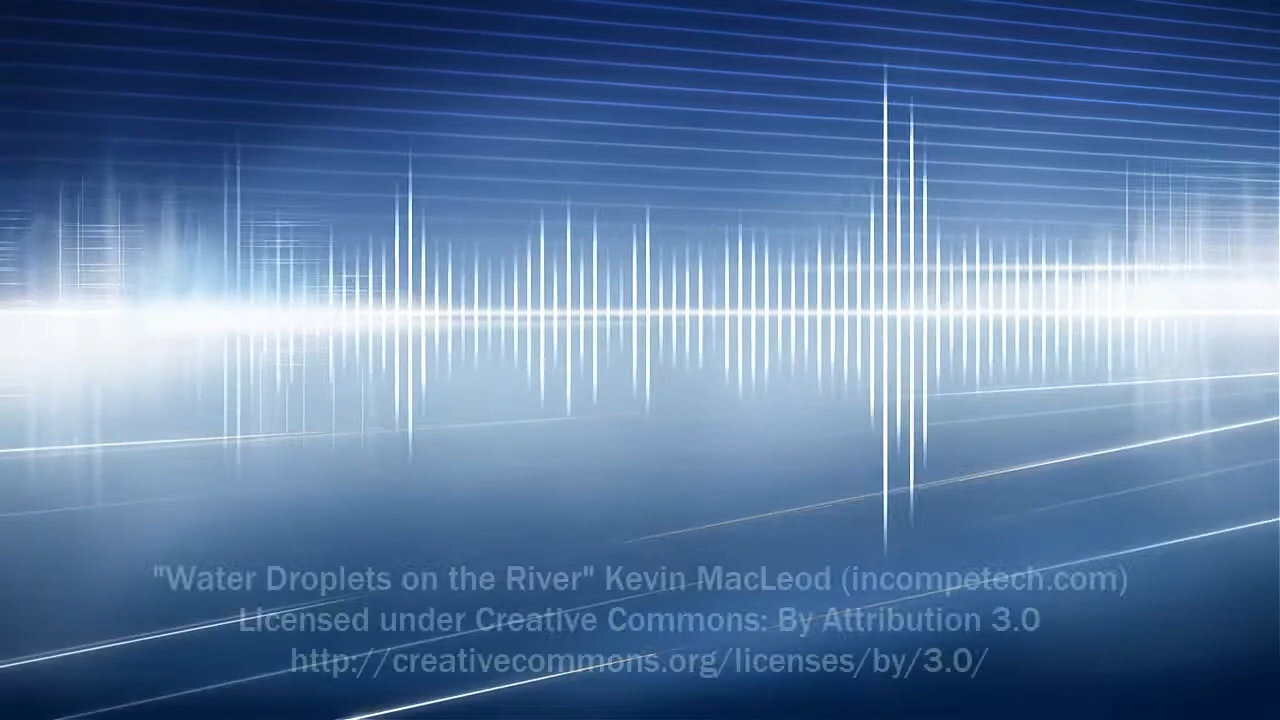 "Water Droplets on the River" Kevin MacLeod (incompetech.com)
Licensed under Creative Commons: By Attribution 3.0
http://creativecommons.org/licenses/by/3.0/